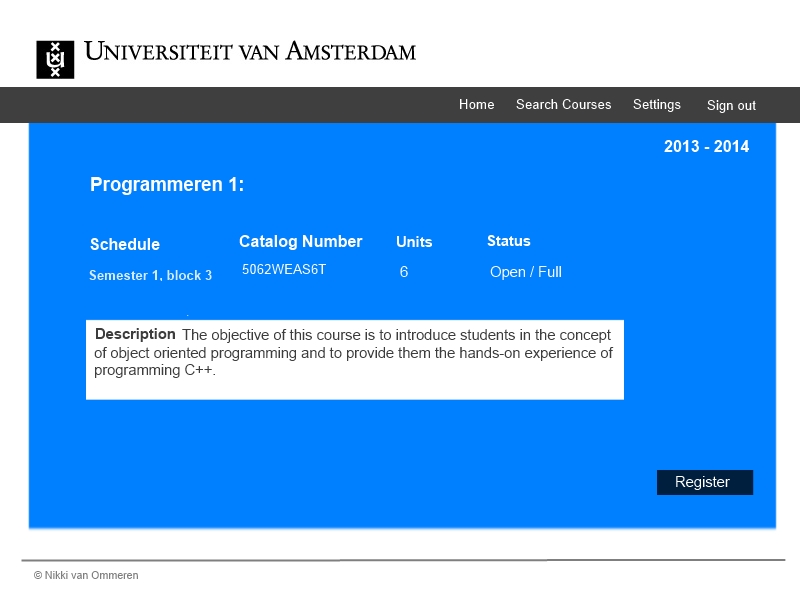 UNIVERSITEIT VAN AMSTERDAM
Home Search Courses Settings Sign out
2013 - 2014
Programmeren 1:
Schedule Catalog Number Units Status
Semester 1, block 3 5062WEAS6T 6 Open / Full
Description The objective of this course is to introduce students in the concept
of object oriented programming and to provide them the hands-on experience of
programming C++.
Register
© Nikki van Ommeren